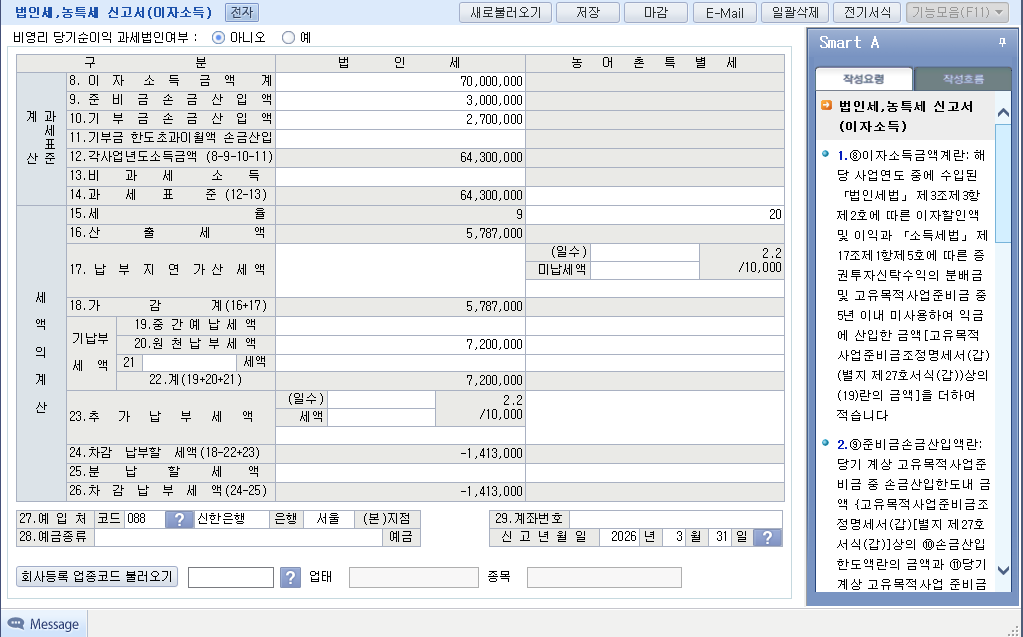 법인세,농특세 신고서(이자소득) 전자 새로불러오기 저장 마감 E-Mail 일괄삭제 전기서식 기능모음(F11)
비영리 당기순이익 과세법인여부 : 아니오 예
구 분 법 인 세 농 어 촌 특 별 세
과세표준계산
8. 이 자 소 득 금 액 계 70,000,000
9. 준 비 금 손 금 산 입 액 3,000,000
10.기 부 금 손 금 산 입 액 2,700,000
11.기부금 한도초과이월액 손금산입
12.각사업년도소득금액 (8-9-10-11) 64,300,000
13.비 과 세 소 득
14.과 세 표 준 (12-13) 64,300,000
세액의계산
15.세 율 9 20
16.산 출 세 액 5,787,000
17.납 부 지 연 가 산 세 액 (일수) 2.2
미납세액 /10,000
18.가 감 계(16+17) 5,787,000
기납부 세 액
19.중 간 예 납 세 액
20.원 천 납 부 세 액 7,200,000
21 세액
22.계(19+20+21) 7,200,000
23.추 가 납 부 세 액 (일수) 2.2
세액 /10,000
24.차감 납부할 세액(18-22+23) -1,413,000
25.분 납 할 세 액
26.차 감 납 부 세 액(24-25) -1,413,000
27.예 입 처 코드 088 ? 신한은행 은행 서울 (본)지점 29.계좌번호
28.예금종류 예금 신 고 년 월 일 2026 년 3 월 31 일 ?
회사등록 업종코드 불러오기 ? 업태 종목
Smart A
작성요령 작성흐름
법인세,농특세 신고서
(이자소득)
1.⑧이자소득금액계란: 해
당 사업연도 중에 수입된
「법인세법」 제3조제3항
제2호에 따른 이자할인액
및 이익과 「소득세법」 제
17조제1항제5호에 따른 증
권투자신탁수익의 분배금
및 고유목적사업준비금 중
5년 이내 미사용하여 익금
에 산입한 금액[고유목적
사업준비금조정명세서(갑)
(별지 제27호서식(갑))상의
(19)란의 금액]을 더하여
적습니다
2.⑨준비금손금산입액란:
당기 계상 고유목적사업준
비금 중 손금산입한도내 금
액 {고유목적사업준비금조
정명세서(갑)[별지 제27호
서식(갑)]상의 ⑩손금산입
한도액란의 금액과 ⑪당기
계상 고유목적사업 준비금
Message